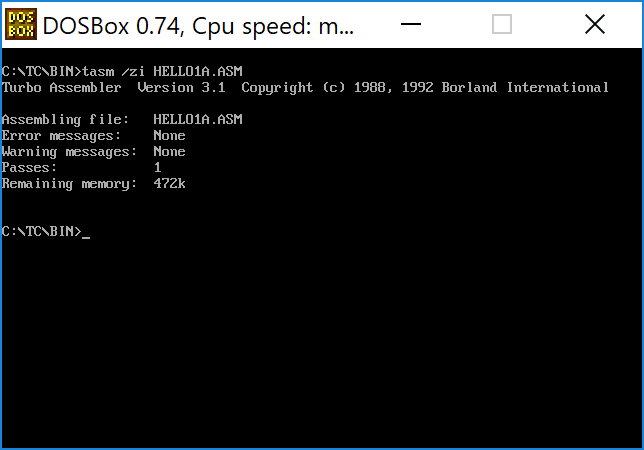 DOS
BOX
DOSBox 0.74, Cpu speed: m...
C:\TC\BIN>tasm /zi HELLO1A.ASM
Turbo Assembler  Version 3.1  Copyright (c) 1988, 1992 Borland International
Assembling file:   HELLO1A.ASM
Error messages:    None
Warning messages:  None
Passes:            1
Remaining memory:  472k
C:\TC\BIN>_